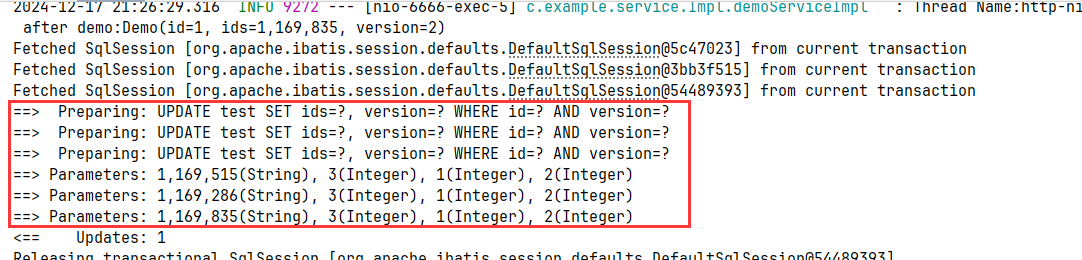 2024-12-17 21:26:29.316  INFO 9272 --- [nio-6666-exec-5] c.example.service.Impl.demoServiceImpl   : Thread Name:http-ni
 after demo:Demo(id=1, ids=1,169,835, version=2)
Fetched SqlSession [org.apache.ibatis.session.defaults.DefaultSqlSession@5c47023] from current transaction
Fetched SqlSession [org.apache.ibatis.session.defaults.DefaultSqlSession@3bb3f515] from current transaction
Fetched SqlSession [org.apache.ibatis.session.defaults.DefaultSqlSession@54489393] from current transaction
==>  Preparing: UPDATE test SET ids=?, version=? WHERE id=? AND version=?
==>  Preparing: UPDATE test SET ids=?, version=? WHERE id=? AND version=?
==>  Preparing: UPDATE test SET ids=?, version=? WHERE id=? AND version=?
==> Parameters: 1,169,515(String), 3(Integer), 1(Integer), 2(Integer)
==> Parameters: 1,169,286(String), 3(Integer), 1(Integer), 2(Integer)
==> Parameters: 1,169,835(String), 3(Integer), 1(Integer), 2(Integer)
<==    Updates: 1
Releasing transactional SqlSession [org.apache.ibatis.session.defaults.DefaultSqlSession@54489393]